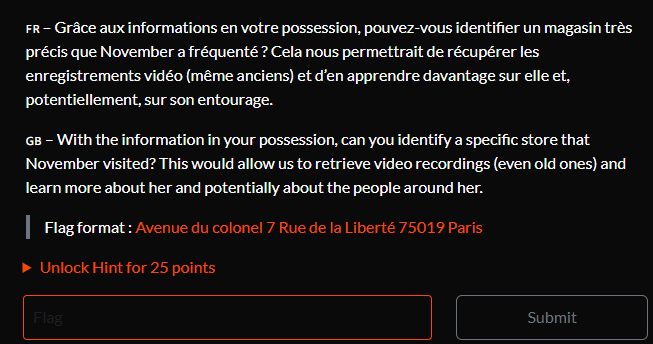 FR – Grâce aux informations en votre possession, pouvez-vous identifier un magasin très
précis que November a fréquenté ? Cela nous permettrait de récupérer les
enregistrements vidéo (même anciens) et d’en apprendre davantage sur elle et,
potentiellement, sur son entourage.
GB – With the information in your possession, can you identify a specific store that
November visited? This would allow us to retrieve video recordings (even old ones) and
learn more about her and potentially about the people around her.
Flag format : Avenue du colonel 7 Rue de la Liberté 75019 Paris
Unlock Hint for 25 points
Flag
Submit